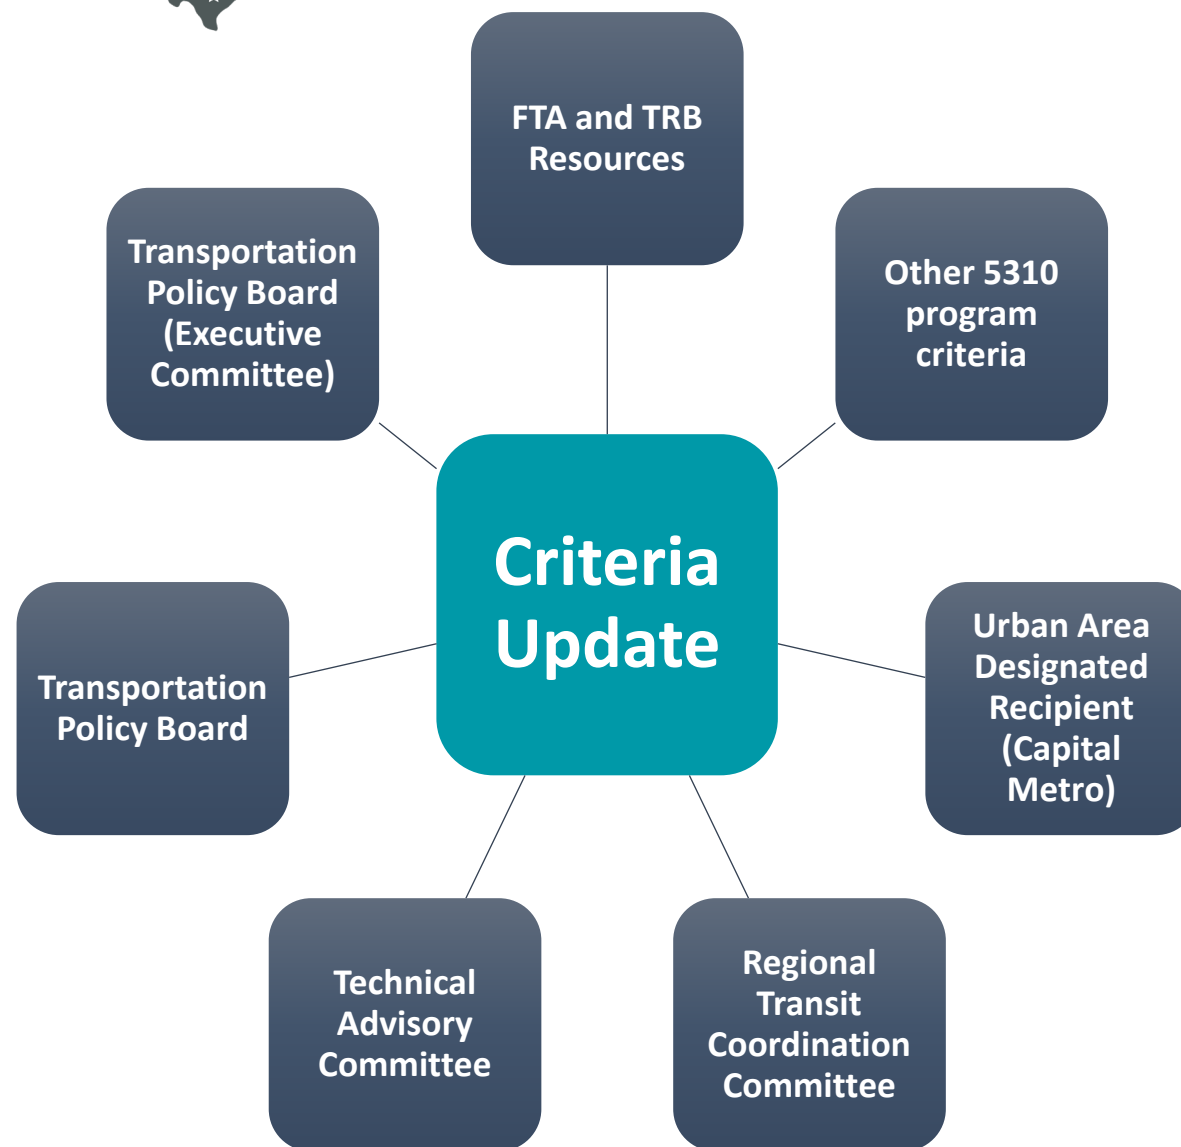 FTA and TRB
Resources
Transportation
Policy Board
(Executive
Committee)
Other 5310
program
criteria
Criteria
Update
Transportation
Policy Board
Urban Area
Designated
Recipient
(Capital
Metro)
Technical
Advisory
Committee
Regional
Transit
Coordination
Committee